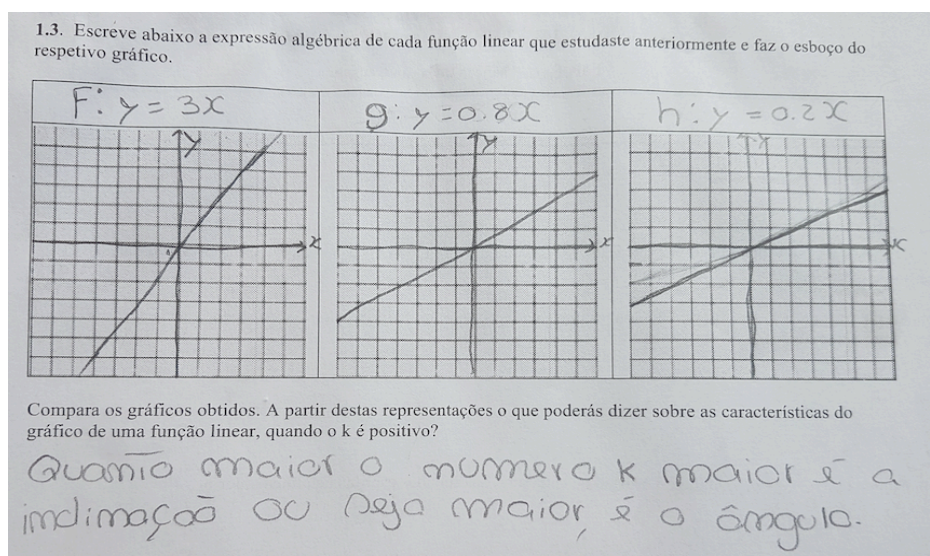 1.3. Escreve abaixo a expressão algébrica de cada função linear que estudaste anteriormente e faz o esboço do
respetivo gráfico.
F: y = 3x
g: y = 0.8x
h: y = 0.2x
y
y
y
x
x
x
Compara os gráficos obtidos. A partir destas representações o que poderás dizer sobre as características do
gráfico de uma função linear, quando o k é positivo?
Quanto maior o numero k maior é a
inclinação ou seja maior, é o ângulo.